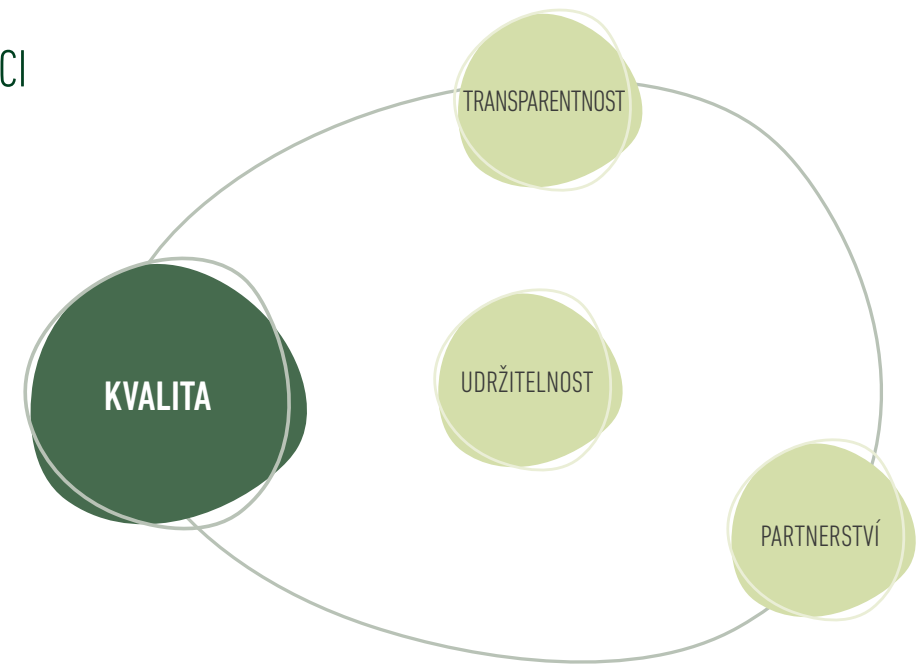 CI
TRANSPARENTNOST
UDRŽITELNOST
KVALITA
PARTNERSTVÍ